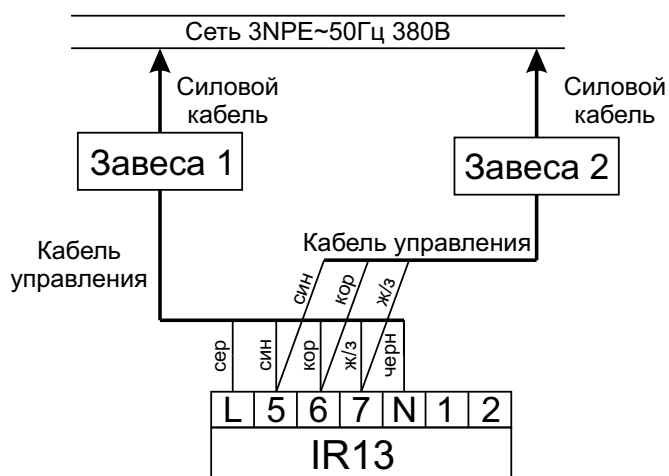 Сеть 3NPE~50Гц 380В
Силовой
кабель
Силовой
кабель
Завеса 1
Завеса 2
Кабель
управления
Кабель управления
син
кор
ж/з
сер
син
кор
ж/з
черн
L 5 6 7 N 1 2
IR13